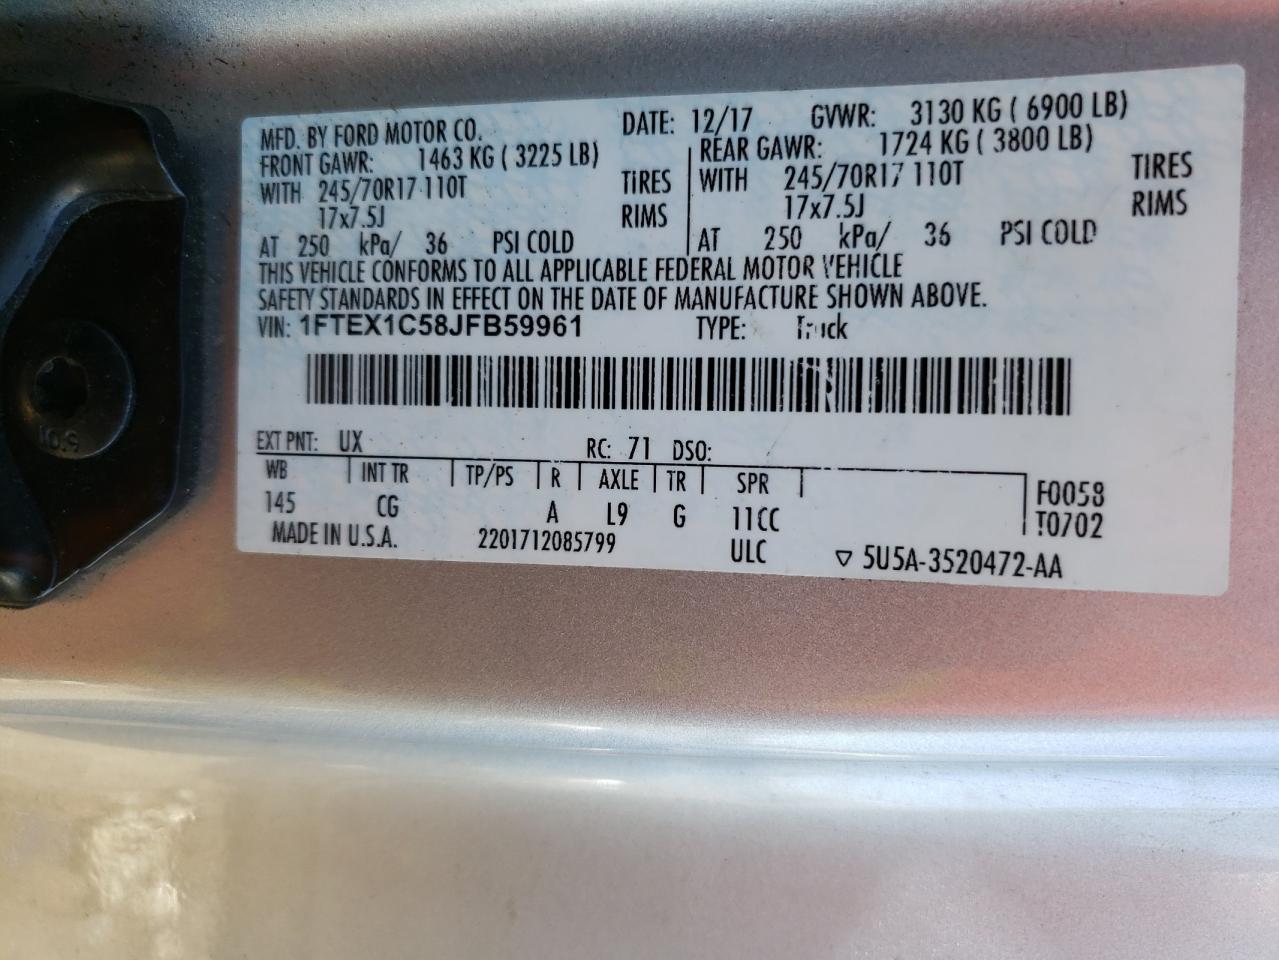 MFD. BY FORD MOTOR CO. DATE: 12/17 GVWR: 3130 KG ( 6900 LB)
FRONT GAWR: 1463 KG ( 3225 LB) REAR GAWR: 1724 KG ( 3800 LB)
WITH 245/70R17 110T TIRES WITH 245/70R17 110T TIRES
17x7.5J RIMS 17x7.5J RIMS
AT 250 kPa/ 36 PSI COLD AT 250 kPa/ 36 PSI COLD
THIS VEHICLE CONFORMS TO ALL APPLICABLE FEDERAL MOTOR VEHICLE
SAFETY STANDARDS IN EFFECT ON THE DATE OF MANUFACTURE SHOWN ABOVE.
VIN: 1FTEX1C58JFB59961 TYPE: Truck
EXT PNT: UX RC: 71 DSO:
WB INT TR TP/PS R AXLE TR SPR F0058
145 CG A L9 G 11CC T0702
MADE IN U.S.A. 2201712085799 ULC ▽ 5U5A-3520472-AA
10.9